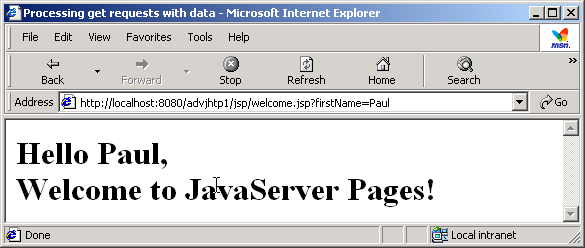 Processing get requests with data - Microsoft Internet Explorer
File Edit View Favorites Tools Help
msn.
Back Forward Stop Refresh Home Search
Address http://localhost:8080/advjhtp1/jsp/welcome.jsp?firstName=Paul Go
Hello Paul,
Welcome to JavaServer Pages!
Done Local intranet